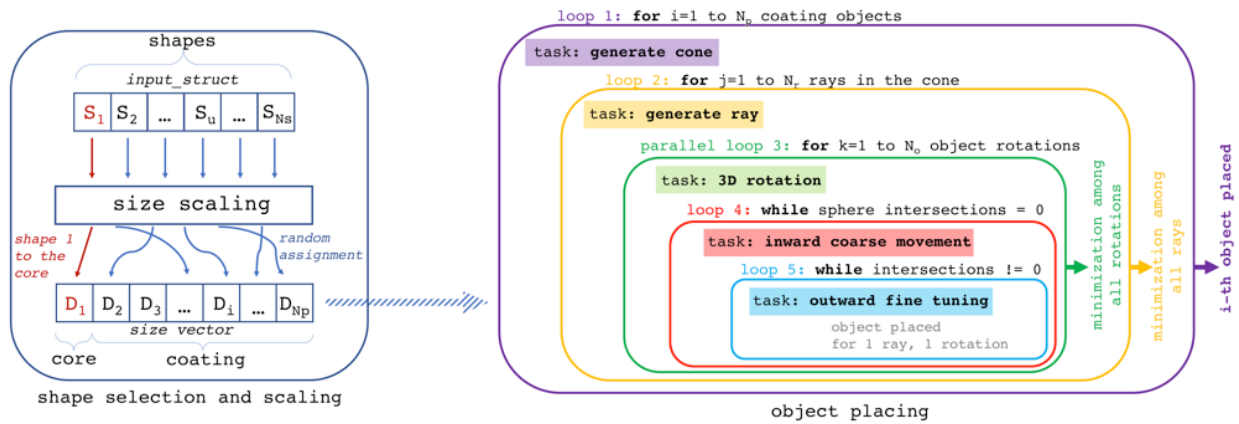 shapes
input_struct
S1 S2 … Su … SNs
size scaling
shape 1
to the
core
random
assignment
D1 D2 D3 … Di … DNp
size vector
core coating
shape selection and scaling
loop 1: for i=1 to Np coating objects
task: generate cone
loop 2: for j=1 to Nr rays in the cone
task: generate ray
parallel loop 3: for k=1 to No object rotations
task: 3D rotation
loop 4: while sphere intersections = 0
task: inward coarse movement
loop 5: while intersections != 0
task: outward fine tuning
object placed
for 1 ray, 1 rotation
minimization among
all rotations
minimization among
all rays
i-th object placed
object placing